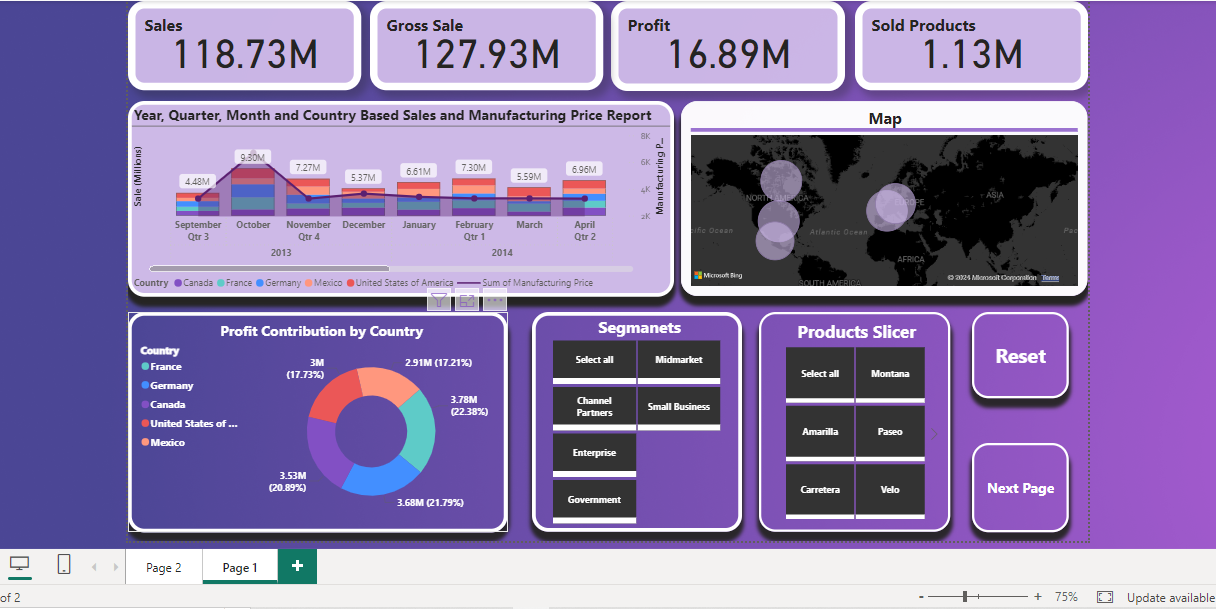 Sales
118.73M
Gross Sale
127.93M
Profit
16.89M
Sold Products
1.13M
Year, Quarter, Month and Country Based Sales and Manufacturing Price Report
Sale (Millions)
4.48M
9.30M
7.27M
5.37M
6.61M
7.30M
5.59M
6.96M
8K
6K
4K
2K
Manufacturing P...
September
October
November
December
January
February
March
April
Qtr 3
Qtr 4
Qtr 1
Qtr 2
2013
2014
Country
Canada
France
Germany
Mexico
United States of America
Sum of Manufacturing Price
Map
NORTH AMERICA
EUROPE
ASIA
cific Ocean
Atlantic Ocean
Pac
AFRICA
SOUTH AMERICA
Microsoft Bing
© 2024 Microsoft Corporation
Terms
Profit Contribution by Country
Country
France
Germany
Canada
United States of ...
Mexico
3M
(17.73%)
2.91M (17.21%)
3.78M
(22.38%)
3.53M
(20.89%)
3.68M (21.79%)
Segmanets
Select all
Midmarket
Channel
Partners
Small Business
Enterprise
Government
Products Slicer
Select all
Montana
Amarilla
Paseo
Carretera
Velo
Reset
Next Page
Page 2
Page 1
+
of 2
- + 75%
Update available